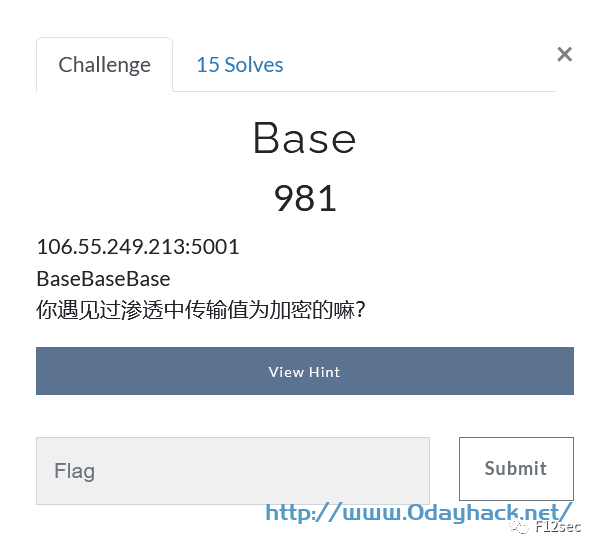 Challenge
15 Solves
×
Base
981
106.55.249.213:5001
BaseBaseBase
你遇见过渗透中传输值为加密的嘛?
View Hint
Flag
Submit
http://www.0dayhack.net/
F12sec